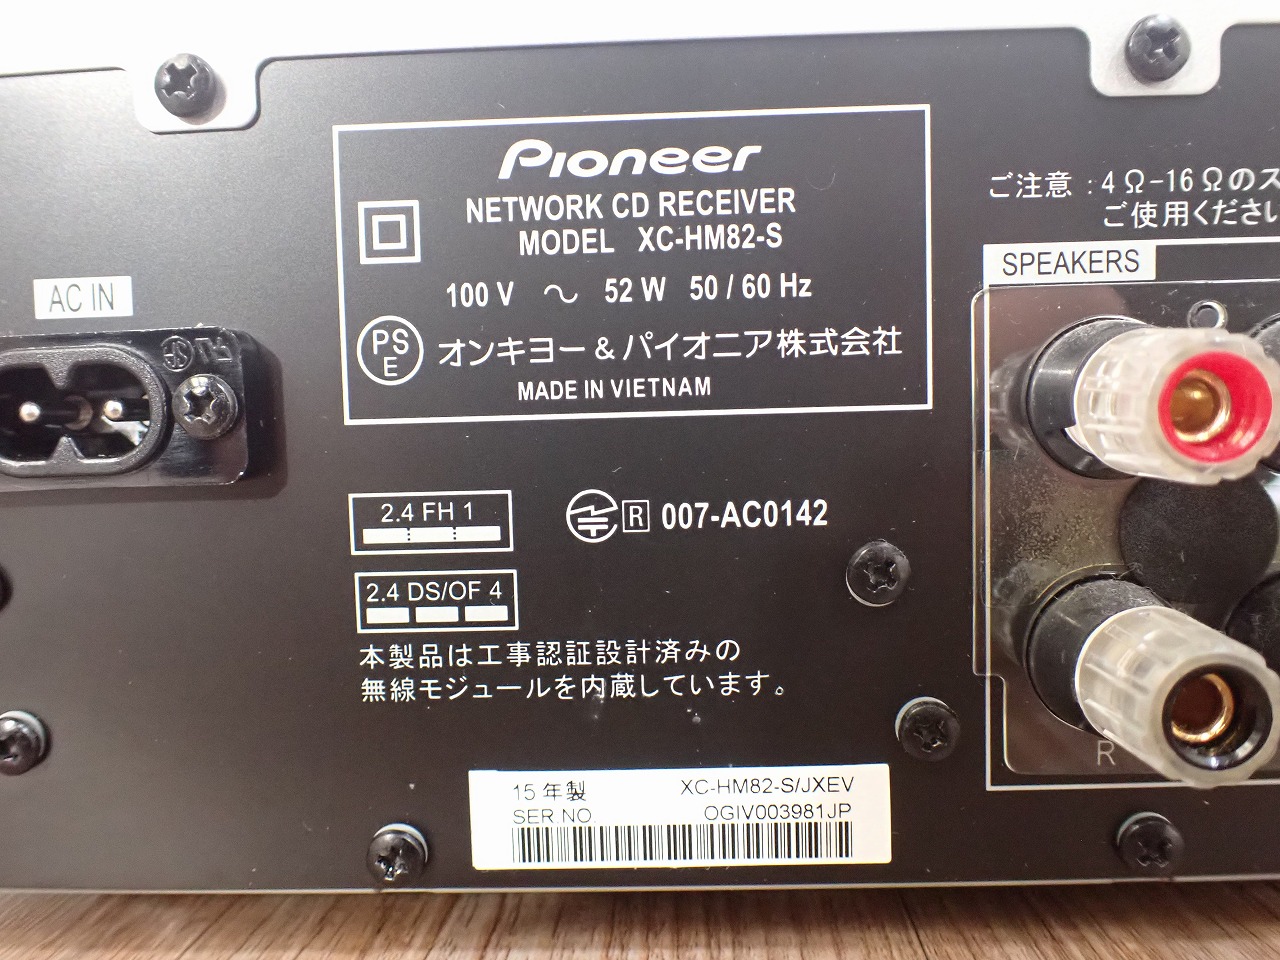 Pioneer
NETWORK CD RECEIVER
MODEL XC-HM82-S
100 V ～ 52 W 50 / 60 Hz
PS
E
オンキヨー & パイオニア株式会社
MADE IN VIETNAM
AC IN
ご注意 : 4 Ω-16 Ωのス
ご使用ください
SPEAKERS
R
2.4 FH 1
R 007-AC0142
2.4 DS/OF 4
本製品は工事認証設計済みの
無線モジュールを内蔵しています。
15 年製 XC-HM82-S/JXEV
SER.NO. OGIV003981JP